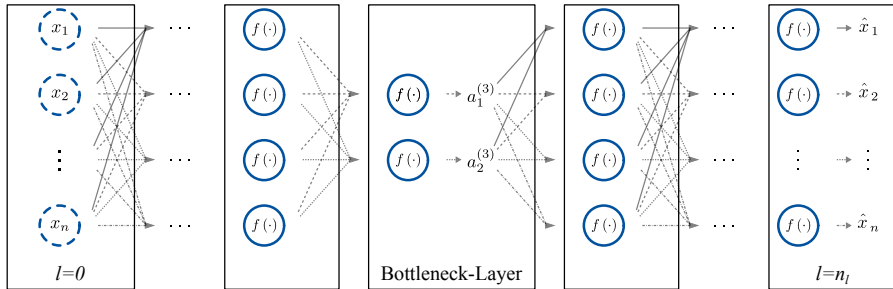 x₁ · · · f(·) f(·) · · · f(·) x̂₁
x₂ f(·) f(·) a₁⁽³⁾ f(·) f(·) x̂₂
⋮ · · · f(·) f(·) a₂⁽³⁾ f(·) · · · ⋮ ⋮
xₙ · · · f(·) f(·) · · · f(·) x̂ₙ
l=0 Bottleneck-Layer l=nₗ